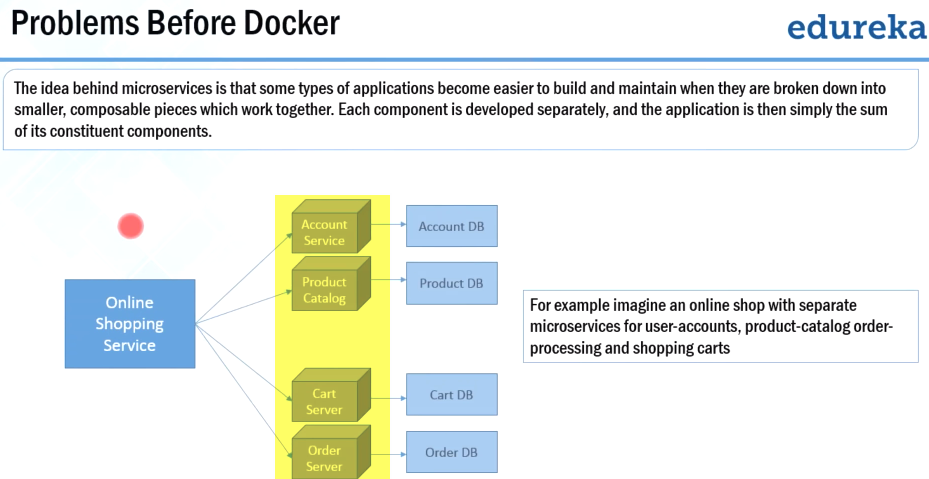 Problems Before Docker
edureka
The idea behind microservices is that some types of applications become easier to build and maintain when they are broken down into
smaller, composable pieces which work together. Each component is developed separately, and the application is then simply the sum
of its constituent components.
Online
Shopping
Service
Account
Service
Account DB
Product
Catalog
Product DB
Cart
Server
Cart DB
Order
Server
Order DB
For example imagine an online shop with separate
microservices for user-accounts, product-catalog order-
processing and shopping carts